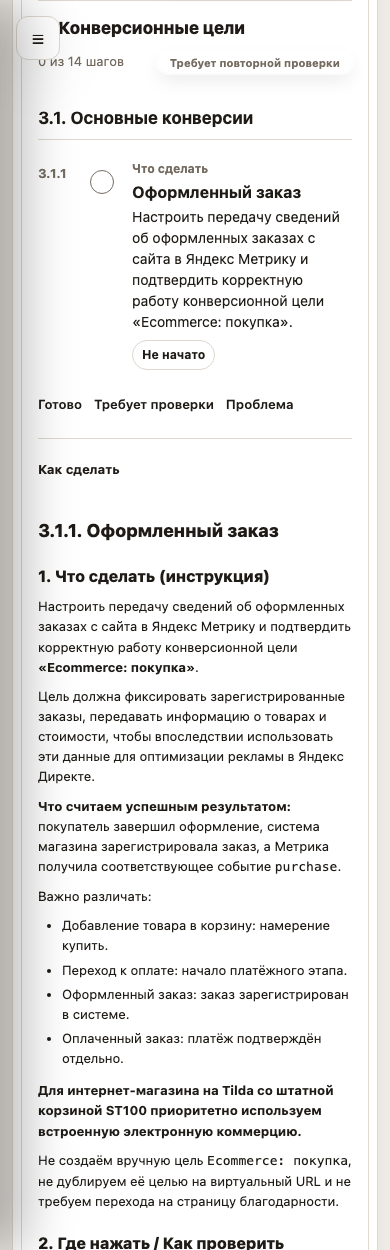 Конверсионные цели
☰
0 из 14 шагов
Требует повторной проверки
3.1. Основные конверсии
3.1.1
Что сделать
Оформленный заказ
Настроить передачу сведений
об оформленных заказах с
сайта в Яндекс Метрику и
подтвердить корректную
работу конверсионной цели
«Ecommerce: покупка».
Не начато
Готово Требует проверки Проблема
Как сделать
3.1.1. Оформленный заказ
1. Что сделать (инструкция)
Настроить передачу сведений об оформленных
заказах с сайта в Яндекс Метрику и подтвердить
корректную работу конверсионной цели
«Ecommerce: покупка».
Цель должна фиксировать зарегистрированные
заказы, передавать информацию о товарах и
стоимости, чтобы впоследствии использовать
эти данные для оптимизации рекламы в Яндекс
Директе.
Что считаем успешным результатом:
покупатель завершил оформление, система
магазина зарегистрировала заказ, а Метрика
получила соответствующее событие purchase.
Важно различать:
• Добавление товара в корзину: намерение
купить.
• Переход к оплате: начало платёжного этапа.
• Оформленный заказ: заказ зарегистрирован
в системе.
• Оплаченный заказ: платёж подтверждён
отдельно.
Для интернет-магазина на Tilda со штатной
корзиной ST100 приоритетно используем
встроенную электронную коммерцию.
Не создаём вручную цель Ecommerce: покупка,
не дублируем её целью на виртуальный URL и не
требуем перехода на страницу благодарности.
2. Где нажать / Как проверить